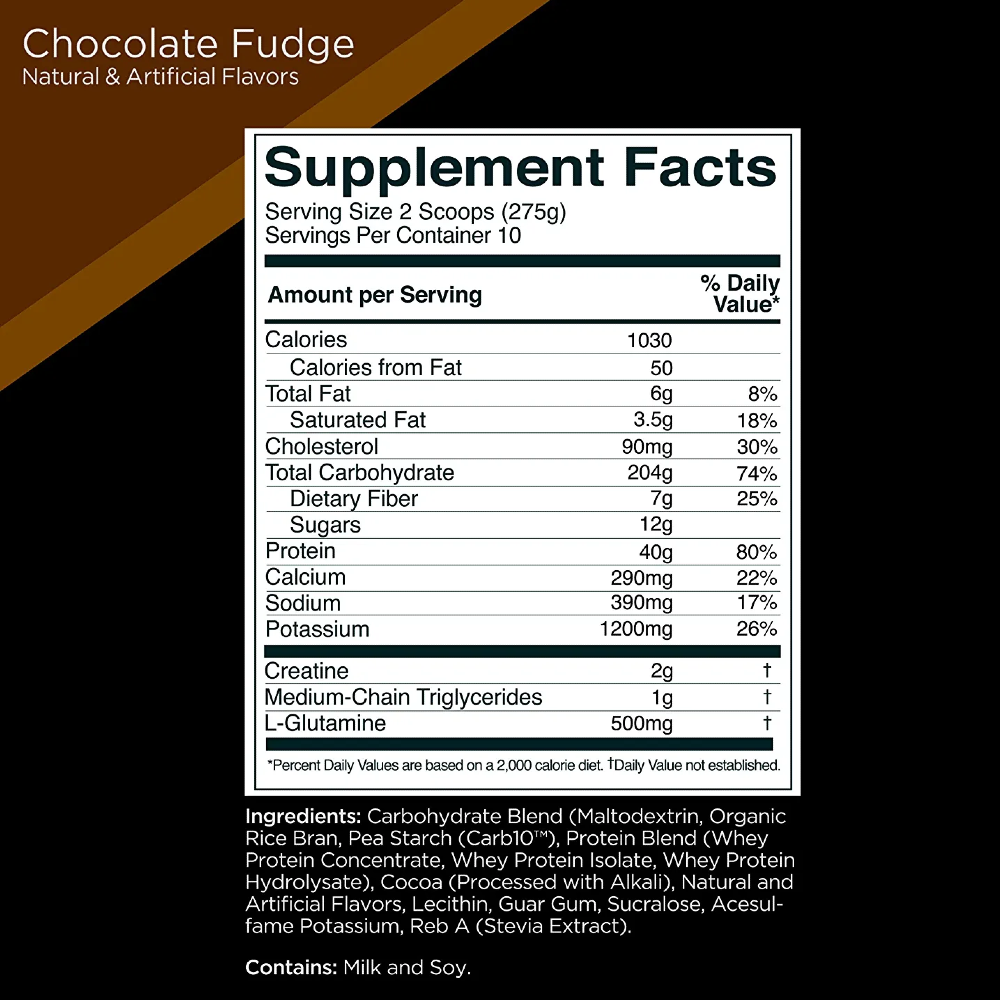 Chocolate Fudge
Natural & Artificial Flavors
Supplement Facts
Serving Size 2 Scoops (275g)
Servings Per Container 10
Amount per Serving % Daily Value*
Calories 1030
Calories from Fat 50
Total Fat 6g 8%
Saturated Fat 3.5g 18%
Cholesterol 90mg 30%
Total Carbohydrate 204g 74%
Dietary Fiber 7g 25%
Sugars 12g
Protein 40g 80%
Calcium 290mg 22%
Sodium 390mg 17%
Potassium 1200mg 26%
Creatine 2g †
Medium-Chain Triglycerides 1g †
L-Glutamine 500mg †
*Percent Daily Values are based on a 2,000 calorie diet. †Daily Value not established.
Ingredients: Carbohydrate Blend (Maltodextrin, Organic
Rice Bran, Pea Starch (Carb10™), Protein Blend (Whey
Protein Concentrate, Whey Protein Isolate, Whey Protein
Hydrolysate), Cocoa (Processed with Alkali), Natural and
Artificial Flavors, Lecithin, Guar Gum, Sucralose, Acesul-
fame Potassium, Reb A (Stevia Extract).
Contains: Milk and Soy.